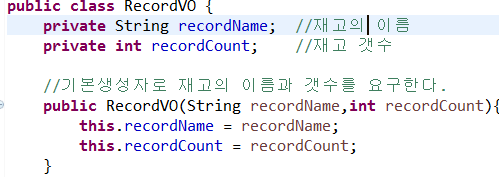 public class RecordVO {
private String recordName; //재고의 이름
private int recordCount; //재고 갯수
//기본생성자로 재고의 이름과 갯수를 요구한다.
public RecordVO(String recordName,int recordCount){
this.recordName = recordName;
this.recordCount = recordCount;
}